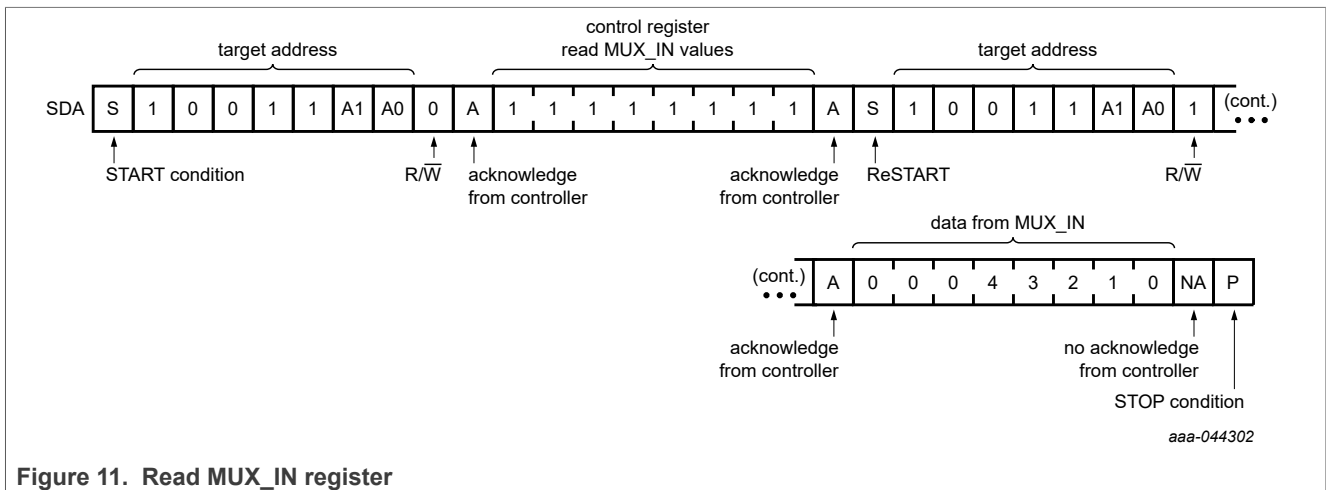 control register
target address read MUX_IN values target address
SDA S 1 0 0 1 1 A1 A0 0 A 1 1 1 1 1 1 1 1 A S 1 0 0 1 1 A1 A0 1 (cont.) •••
START condition R/W̅ acknowledge from controller acknowledge from controller ReSTART R/W̅
data from MUX_IN
(cont.) ••• A 0 0 0 4 3 2 1 0 NA P
acknowledge from controller no acknowledge from controller
STOP condition
aaa-044302
Figure 11. Read MUX_IN register